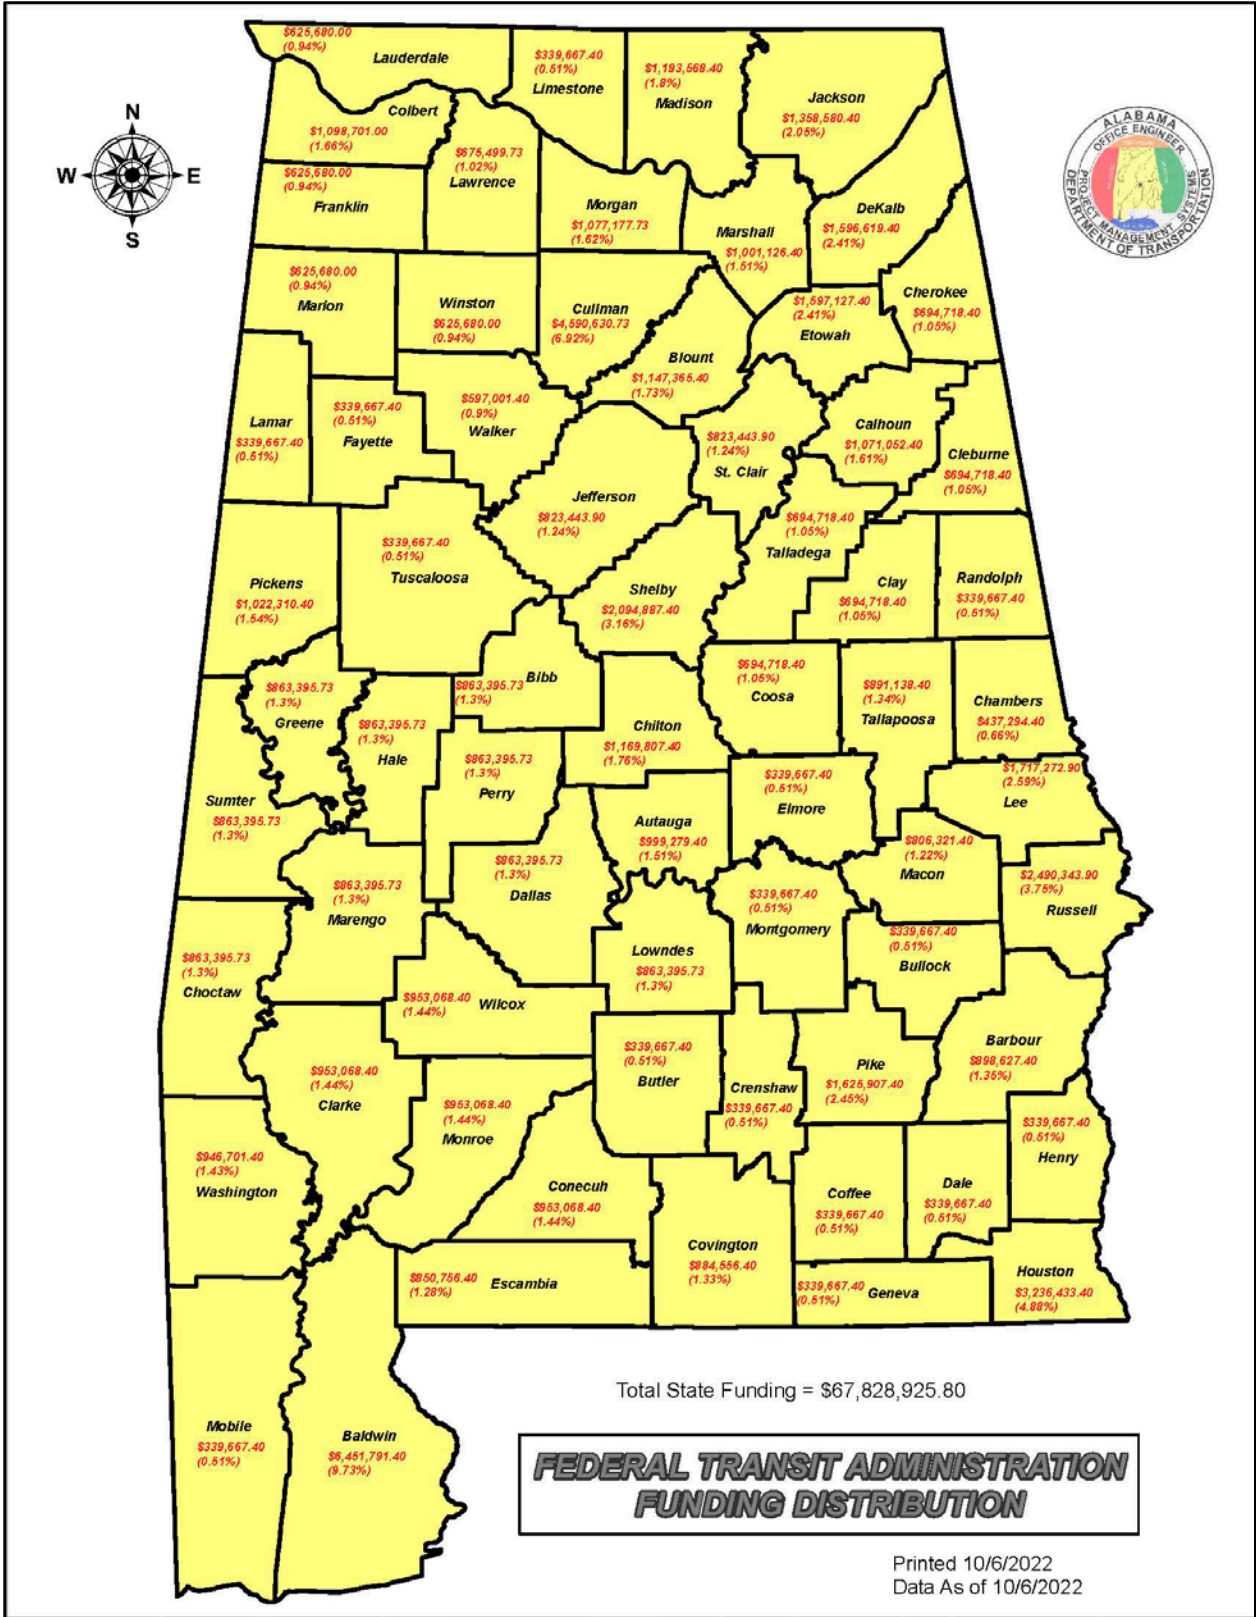 $625,680.00
(0.94%)
Lauderdale
$339,667.40
(0.51%)
Limestone
$1,193,568.40
(1.8%)
Madison
Jackson
$1,358,580.40
(2.05%)
Colbert
$1,098,701.00
(1.66%)
$675,499.73
(1.02%)
Lawrence
$625,680.00
(0.94%)
Franklin
Morgan
$1,077,177.73
(1.62%)
Marshall
$1,001,126.40
(1.51%)
DeKalb
$1,596,619.40
(2.41%)
N
W
E
S
ALABAMA
OFFICE ENGINEER
PROJECT MANAGEMENT SYSTEMS
DEPARTMENT OF TRANSPORTATION
$625,680.00
(0.94%)
Marion
Winston
$625,680.00
(0.94%)
Cullman
$4,590,630.73
(6.92%)
Blount
$1,147,365.40
(1.73%)
$1,597,127.40
(2.41%)
Etowah
Cherokee
$694,718.40
(1.05%)
Lamar
$339,667.40
(0.51%)
$339,667.40
(0.51%)
Fayette
$597,001.40
(0.9%)
Walker
Jefferson
$823,443.90
(1.24%)
$823,443.90
(1.24%)
St. Clair
Calhoun
$1,071,052.40
(1.61%)
Cleburne
$694,718.40
(1.05%)
Pickens
$1,022,310.40
(1.54%)
$339,667.40
(0.51%)
Tuscaloosa
Shelby
$2,094,887.40
(3.16%)
$694,718.40
(1.05%)
Talladega
Clay
$694,718.40
(1.05%)
Randolph
$339,667.40
(0.51%)
$863,395.73
(1.3%)
Greene
$863,395.73
(1.3%)
Hale
Bibb
$863,395.73
(1.3%)
Chilton
$1,169,807.40
(1.76%)
$694,718.40
(1.05%)
Coosa
$891,138.40
(1.34%)
Tallapoosa
Chambers
$437,294.40
(0.66%)
Sumter
$863,395.73
(1.3%)
$863,395.73
(1.3%)
Perry
Autauga
$999,279.40
(1.51%)
$339,667.40
(0.51%)
Elmore
$1,717,272.90
(2.59%)
Lee
$863,395.73
(1.3%)
Marengo
$863,395.73
(1.3%)
Dallas
$339,667.40
(0.51%)
Montgomery
$806,321.40
(1.22%)
Macon
$2,490,343.90
(3.75%)
Russell
$863,395.73
(1.3%)
Choctaw
$953,068.40
(1.44%)
Wilcox
Lowndes
$863,395.73
(1.3%)
$339,667.40
(0.51%)
Bullock
$953,068.40
(1.44%)
Clarke
$953,068.40
(1.44%)
Monroe
$339,667.40
(0.51%)
Butler
Crenshaw
$339,667.40
(0.51%)
Pike
$1,625,907.40
(2.45%)
Barbour
$898,627.40
(1.35%)
$946,701.40
(1.43%)
Washington
Conecuh
$953,068.40
(1.44%)
Coffee
$339,667.40
(0.51%)
Dale
$339,667.40
(0.51%)
$339,667.40
(0.51%)
Henry
$850,756.40
(1.28%)
Escambia
Covington
$884,556.40
(1.33%)
$339,667.40
(0.51%)
Geneva
Houston
$3,236,433.40
(4.88%)
Mobile
$339,667.40
(0.51%)
Baldwin
$6,451,791.40
(9.73%)
Total State Funding = $67,828,925.80
FEDERAL TRANSIT ADMINISTRATION
FUNDING DISTRIBUTION
Printed 10/6/2022
Data As of 10/6/2022